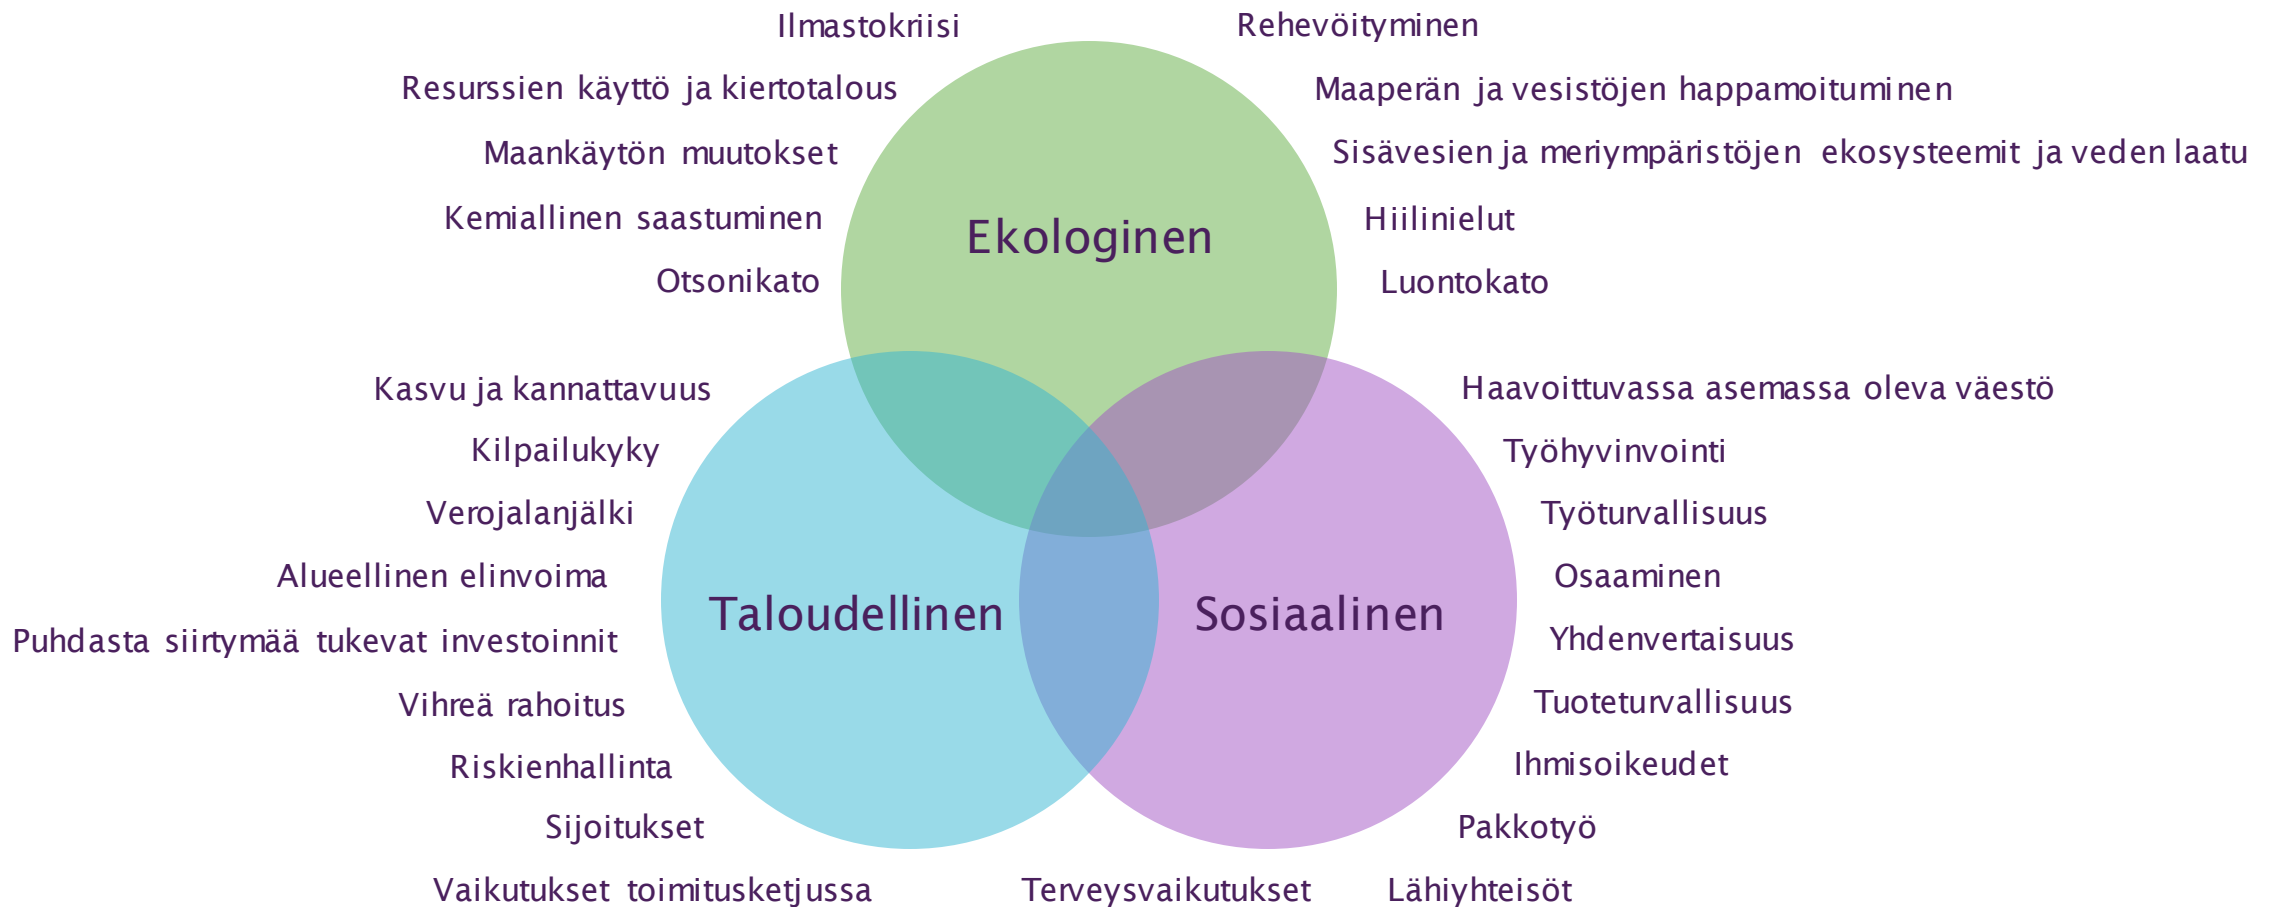 Ilmastokriisi
Resurssien käyttö ja kiertotalous
Maankäytön muutokset
Kemiallinen saastuminen
Otsonikato
Ekologinen
Rehevöityminen
Maaperän ja vesistöjen happamoituminen
Sisävesien ja meriympäristöjen ekosysteemit ja veden laatu
Hiilinielut
Luontokato
Kasvu ja kannattavuus
Kilpailukyky
Verojalanjälki
Alueellinen elinvoima
Puhdasta siirtymää tukevat investoinnit
Vihreä rahoitus
Riskienhallinta
Sijoitukset
Vaikutukset toimitusketjussa
Taloudellinen
Sosiaalinen
Haavoittuvassa asemassa oleva väestö
Työhyvinvointi
Työturvallisuus
Osaaminen
Yhdenvertaisuus
Tuoteturvallisuus
Ihmisoikeudet
Pakkotyö
Terveysvaikutukset
Lähiyhteisöt